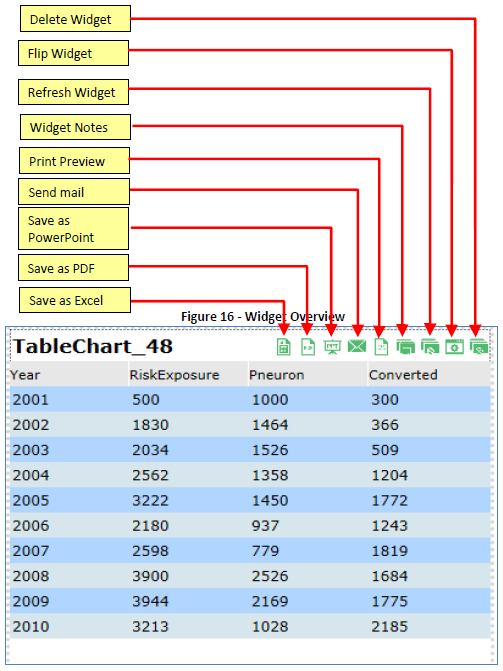 Delete Widget
Flip Widget
Refresh Widget
Widget Notes
Print Preview
Send mail
Save as
PowerPoint
Save as PDF
Save as Excel
Figure 16 - Widget Overview
TableChart_48
Year RiskExposure Pneuron Converted
2001 500 1000 300
2002 1830 1464 366
2003 2034 1526 509
2004 2562 1358 1204
2005 3222 1450 1772
2006 2180 937 1243
2007 2598 779 1819
2008 3900 2526 1684
2009 3944 2169 1775
2010 3213 1028 2185